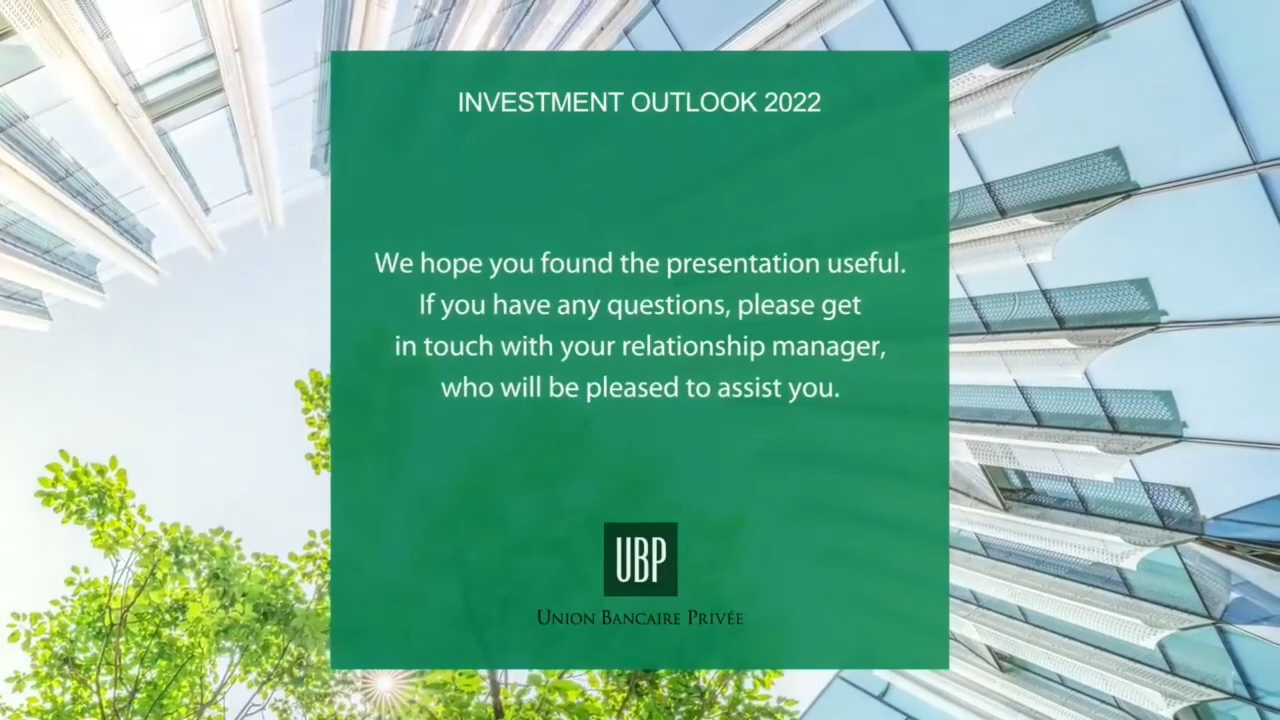 INVESTMENT OUTLOOK 2022
We hope you found the presentation useful.
If you have any questions, please get
in touch with your relationship manager,
who will be pleased to assist you.
UBP
UNION BANCAIRE PRIVÉE